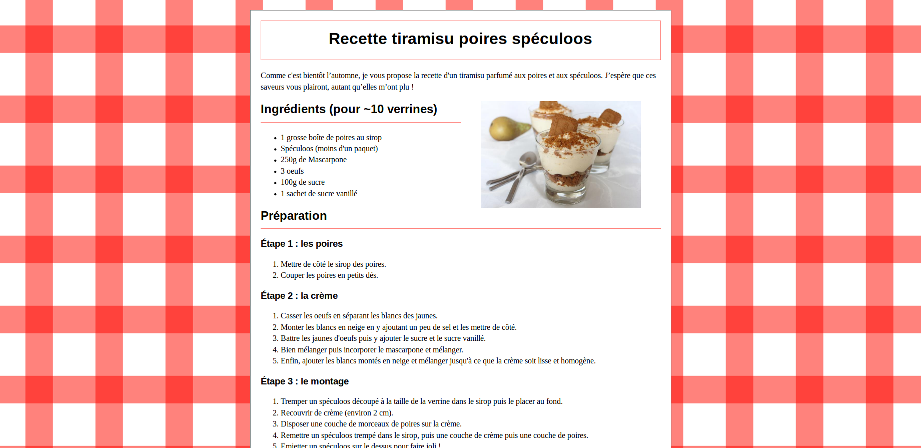 Recette tiramisu poires spéculoos
Comme c'est bientôt l'automne, je vous propose la recette d'un tiramisu parfumé aux poires et aux spéculoos. J'espère que ces
saveurs vous plairont, autant qu'elles m'ont plu !
Ingrédients (pour ~10 verrines)
• 1 grosse boîte de poires au sirop
• Spéculoos (moins d'un paquet)
• 250g de Mascarpone
• 3 oeufs
• 100g de sucre
• 1 sachet de sucre vanillé
Préparation
Étape 1 : les poires
1. Mettre de côté le sirop des poires.
2. Couper les poires en petits dés.
Étape 2 : la crème
1. Casser les oeufs en séparant les blancs des jaunes.
2. Monter les blancs en neige en y ajoutant un peu de sel et les mettre de côté.
3. Battre les jaunes d'oeufs puis y ajouter le sucre et le sucre vanillé.
4. Bien mélanger puis incorporer le mascarpone et mélanger.
5. Enfin, ajouter les blancs montés en neige et mélanger jusqu'à ce que la crème soit lisse et homogène.
Étape 3 : le montage
1. Tremper un spéculoos découpé à la taille de la verrine dans le sirop puis le placer au fond.
2. Recouvrir de crème (environ 2 cm).
3. Disposer une couche de morceaux de poires sur la crème.
4. Remettre un spéculoos trempé dans le sirop, puis une couche de crème puis une couche de poires.
5. Emietter un spéculoos sur le dessus pour faire joli !